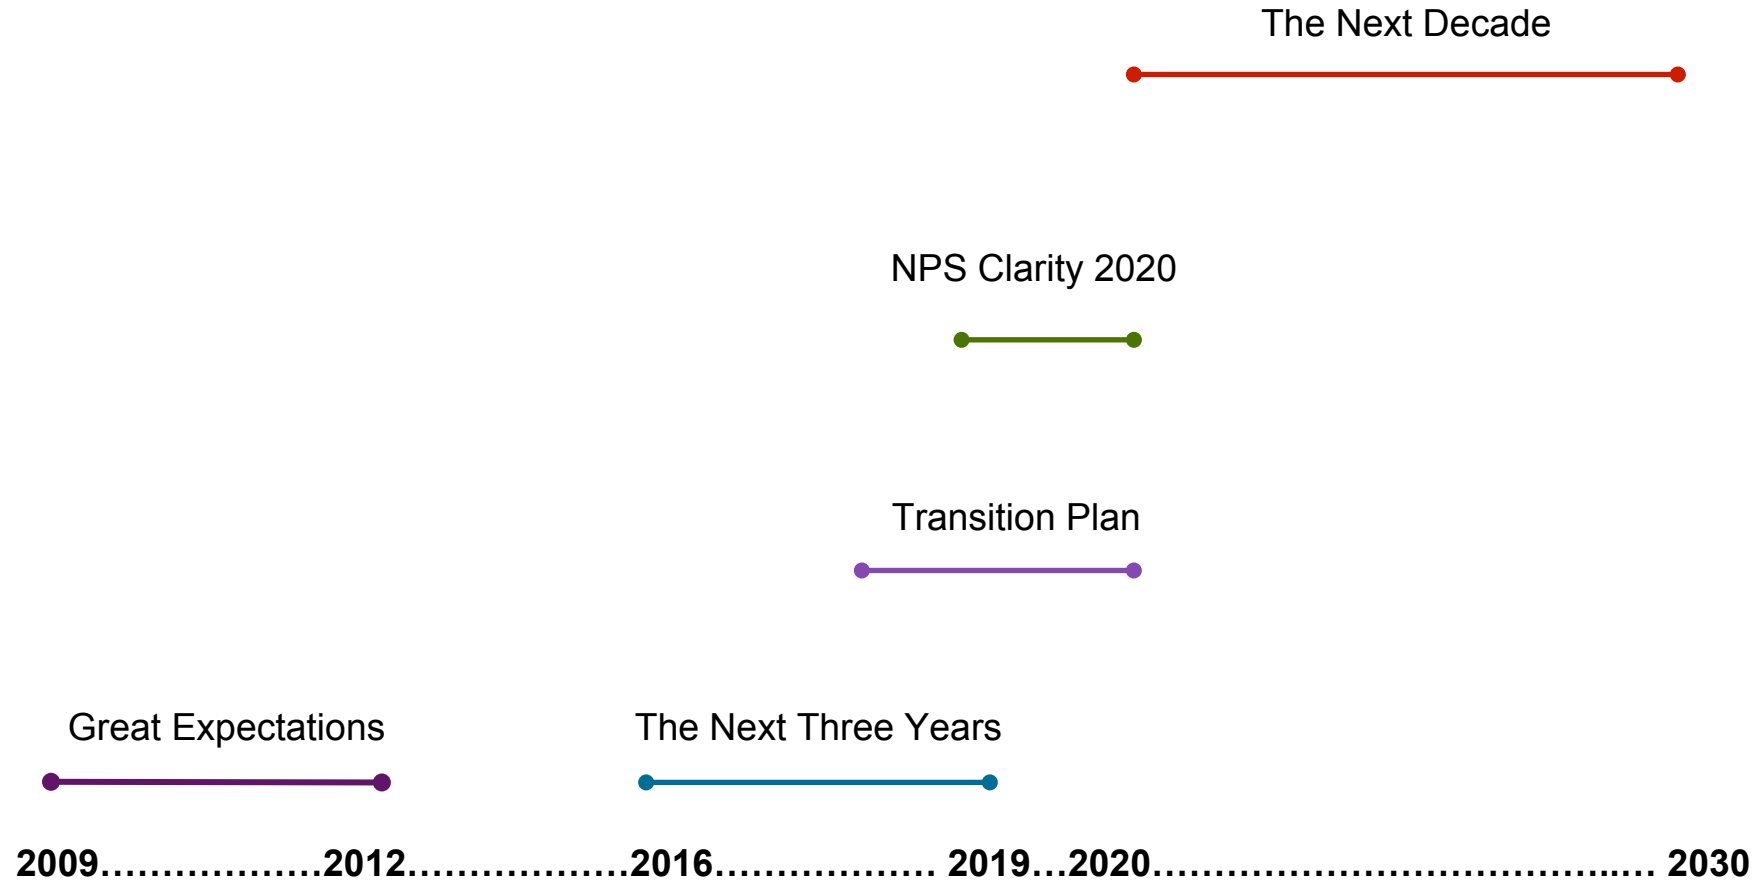 The Next Decade
NPS Clarity 2020
Transition Plan
Great Expectations
The Next Three Years
2009………………2012………………2016……………… 2019…2020………………………………..… 2030